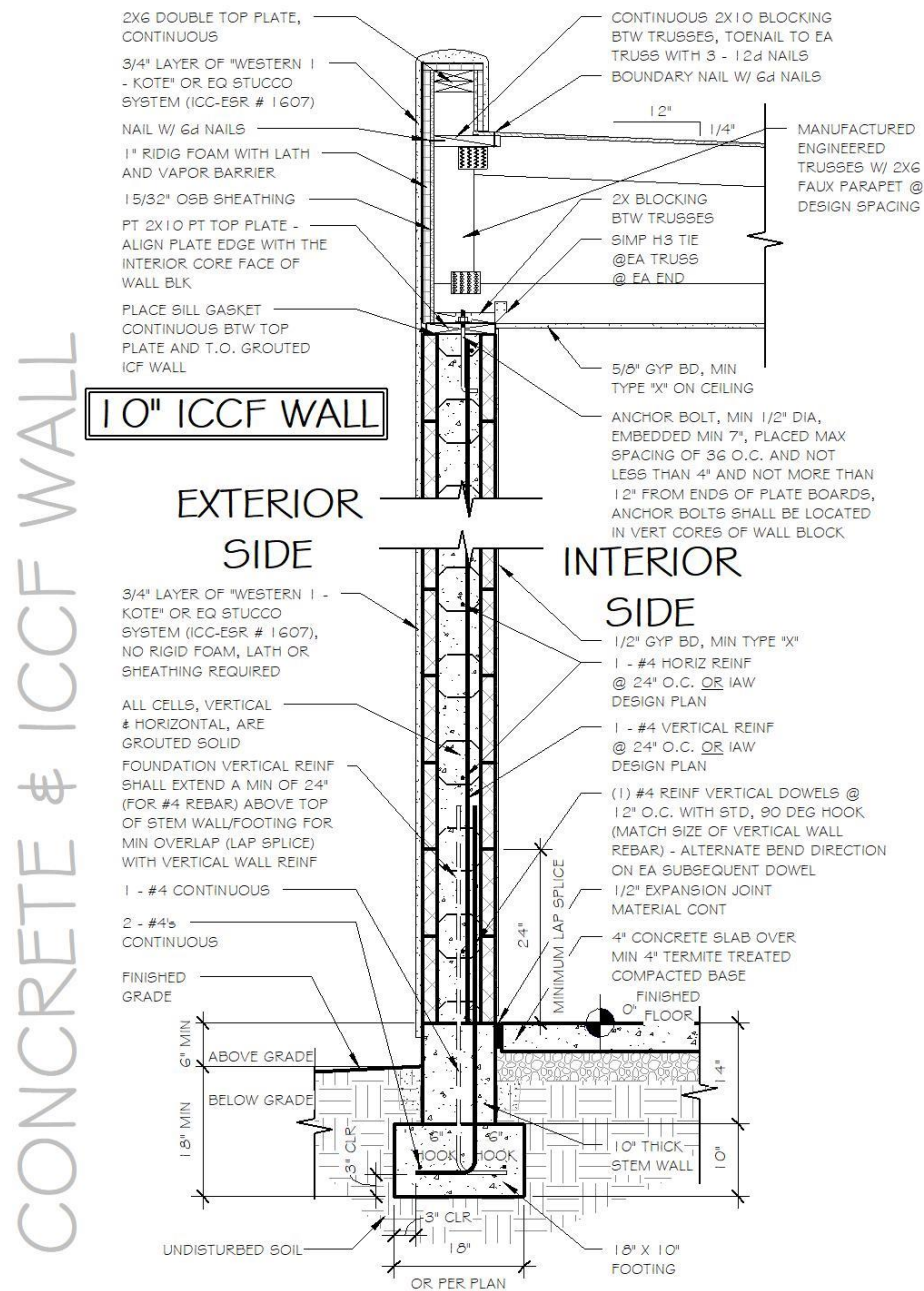 2X6 DOUBLE TOP PLATE,
CONTINUOUS
3/4" LAYER OF "WESTERN 1
- KOTE" OR EQ STUCCO
SYSTEM (ICC-ESR # 1607)
NAIL W/ 6d NAILS
1" RIDIG FOAM WITH LATH
AND VAPOR BARRIER
15/32" OSB SHEATHING
PT 2X10 PT TOP PLATE -
ALIGN PLATE EDGE WITH THE
INTERIOR CORE FACE OF
WALL BLK
PLACE SILL GASKET
CONTINUOUS BTW TOP
PLATE AND T.O. GROUTED
ICF WALL
CONTINUOUS 2X10 BLOCKING
BTW TRUSSES, TOENAIL TO EA
TRUSS WITH 3 - 12d NAILS
BOUNDARY NAIL W/ 6d NAILS
12"
1/4"
MANUFACTURED
ENGINEERED
TRUSSES W/ 2X6
FAUX PARAPET @
DESIGN SPACING
2X BLOCKING
BTW TRUSSES
SIMP H3 TIE
@EA TRUSS
@ EA END
5/8" GYP BD, MIN
TYPE "X" ON CEILING
ANCHOR BOLT, MIN 1/2" DIA,
EMBEDDED MIN 7", PLACED MAX
SPACING OF 36 O.C. AND NOT
LESS THAN 4" AND NOT MORE THAN
12" FROM ENDS OF PLATE BOARDS,
ANCHOR BOLTS SHALL BE LOCATED
IN VERT CORES OF WALL BLOCK
10" ICCF WALL
CONCRETE & ICCF WALL
EXTERIOR
SIDE
INTERIOR
SIDE
3/4" LAYER OF "WESTERN 1 -
KOTE" OR EQ STUCCO
SYSTEM (ICC-ESR # 1607),
NO RIGID FOAM, LATH OR
SHEATHING REQUIRED
ALL CELLS, VERTICAL
& HORIZONTAL, ARE
GROUTED SOLID
FOUNDATION VERTICAL REINF
SHALL EXTEND A MIN OF 24"
(FOR #4 REBAR) ABOVE TOP
OF STEM WALL/FOOTING FOR
MIN OVERLAP (LAP SPLICE)
WITH VERTICAL WALL REINF
1 - #4 CONTINUOUS
2 - #4's
CONTINUOUS
FINISHED
GRADE
1/2" GYP BD, MIN TYPE "X"
1 - #4 HORIZ REINF
@ 24" O.C. OR IAW
DESIGN PLAN
1 - #4 VERTICAL REINF
@ 24" O.C. OR IAW
DESIGN PLAN
(1) #4 REINF VERTICAL DOWELS @
12" O.C. WITH STD, 90 DEG HOOK
(MATCH SIZE OF VERTICAL WALL
REBAR) - ALTERNATE BEND DIRECTION
ON EA SUBSEQUENT DOWEL
1/2" EXPANSION JOINT
MATERIAL CONT
4" CONCRETE SLAB OVER
MIN 4" TERMITE TREATED
COMPACTED BASE
24"
MINIMUM LAP SPLICE
0"
FINISHED
FLOOR
6" MIN
ABOVE GRADE
BELOW GRADE
18" MIN
14"
10"
6"
HOOK
6"
HOOK
3" CLR
3" CLR
10" THICK
STEM WALL
UNDISTURBED SOIL
18"
OR PER PLAN
18" X 10"
FOOTING